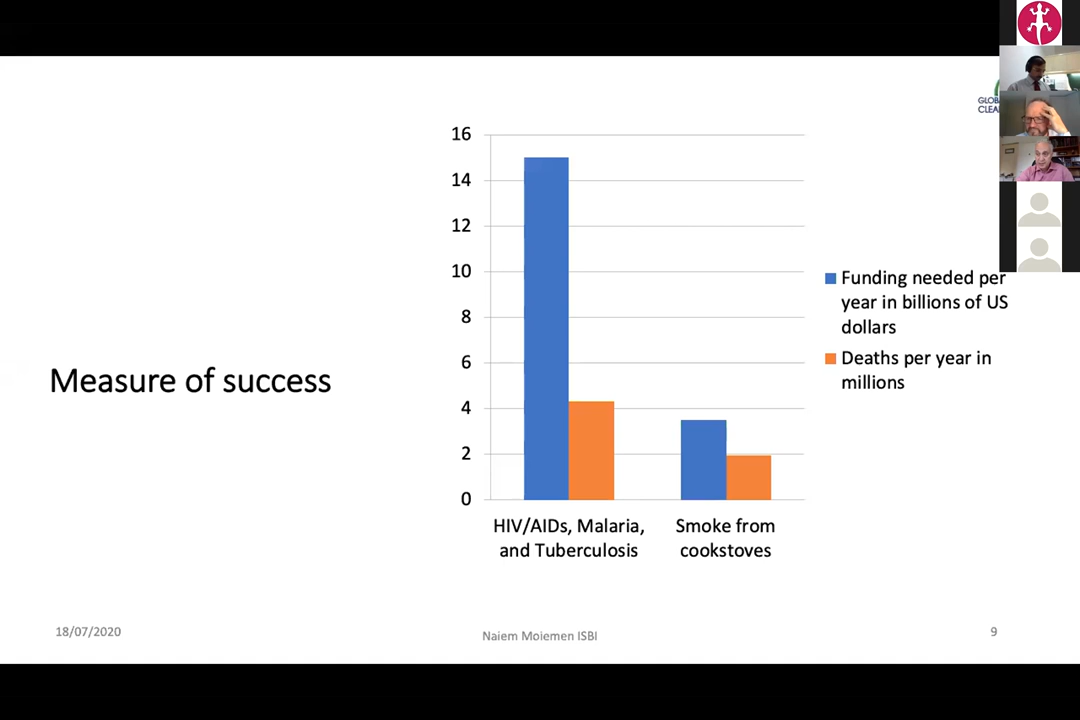 GLOB
CLEA
16
14
12
10
8
6
4
2
0
HIV/AIDs, Malaria,
and Tuberculosis
Smoke from
cookstoves
Funding needed per
year in billions of US
dollars
Deaths per year in
millions
Measure of success
18/07/2020
Naiem Moiemen ISBI
9